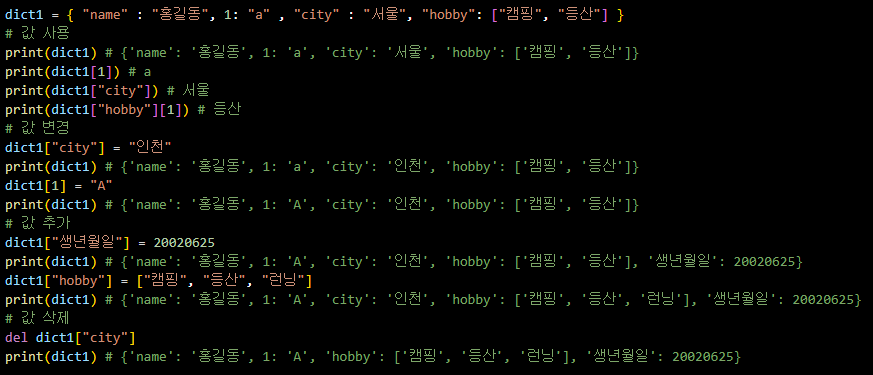 dict1 = { "name" : "홍길동", 1: "a" , "city" : "서울", "hobby": ["캠핑", "등산"] }
# 값 사용
print(dict1) # {'name': '홍길동', 1: 'a', 'city': '서울', 'hobby': ['캠핑', '등산']}
print(dict1[1]) # a
print(dict1["city"]) # 서울
print(dict1["hobby"][1]) # 등산
# 값 변경
dict1["city"] = "인천"
print(dict1) # {'name': '홍길동', 1: 'a', 'city': '인천', 'hobby': ['캠핑', '등산']}
dict1[1] = "A"
print(dict1) # {'name': '홍길동', 1: 'A', 'city': '인천', 'hobby': ['캠핑', '등산']}
# 값 추가
dict1["생년월일"] = 20020625
print(dict1) # {'name': '홍길동', 1: 'A', 'city': '인천', 'hobby': ['캠핑', '등산'], '생년월일': 20020625}
dict1["hobby"] = ["캠핑", "등산", "런닝"]
print(dict1) # {'name': '홍길동', 1: 'A', 'city': '인천', 'hobby': ['캠핑', '등산', '런닝'], '생년월일': 20020625}
# 값 삭제
del dict1["city"]
print(dict1) # {'name': '홍길동', 1: 'A', 'hobby': ['캠핑', '등산', '런닝'], '생년월일': 20020625}